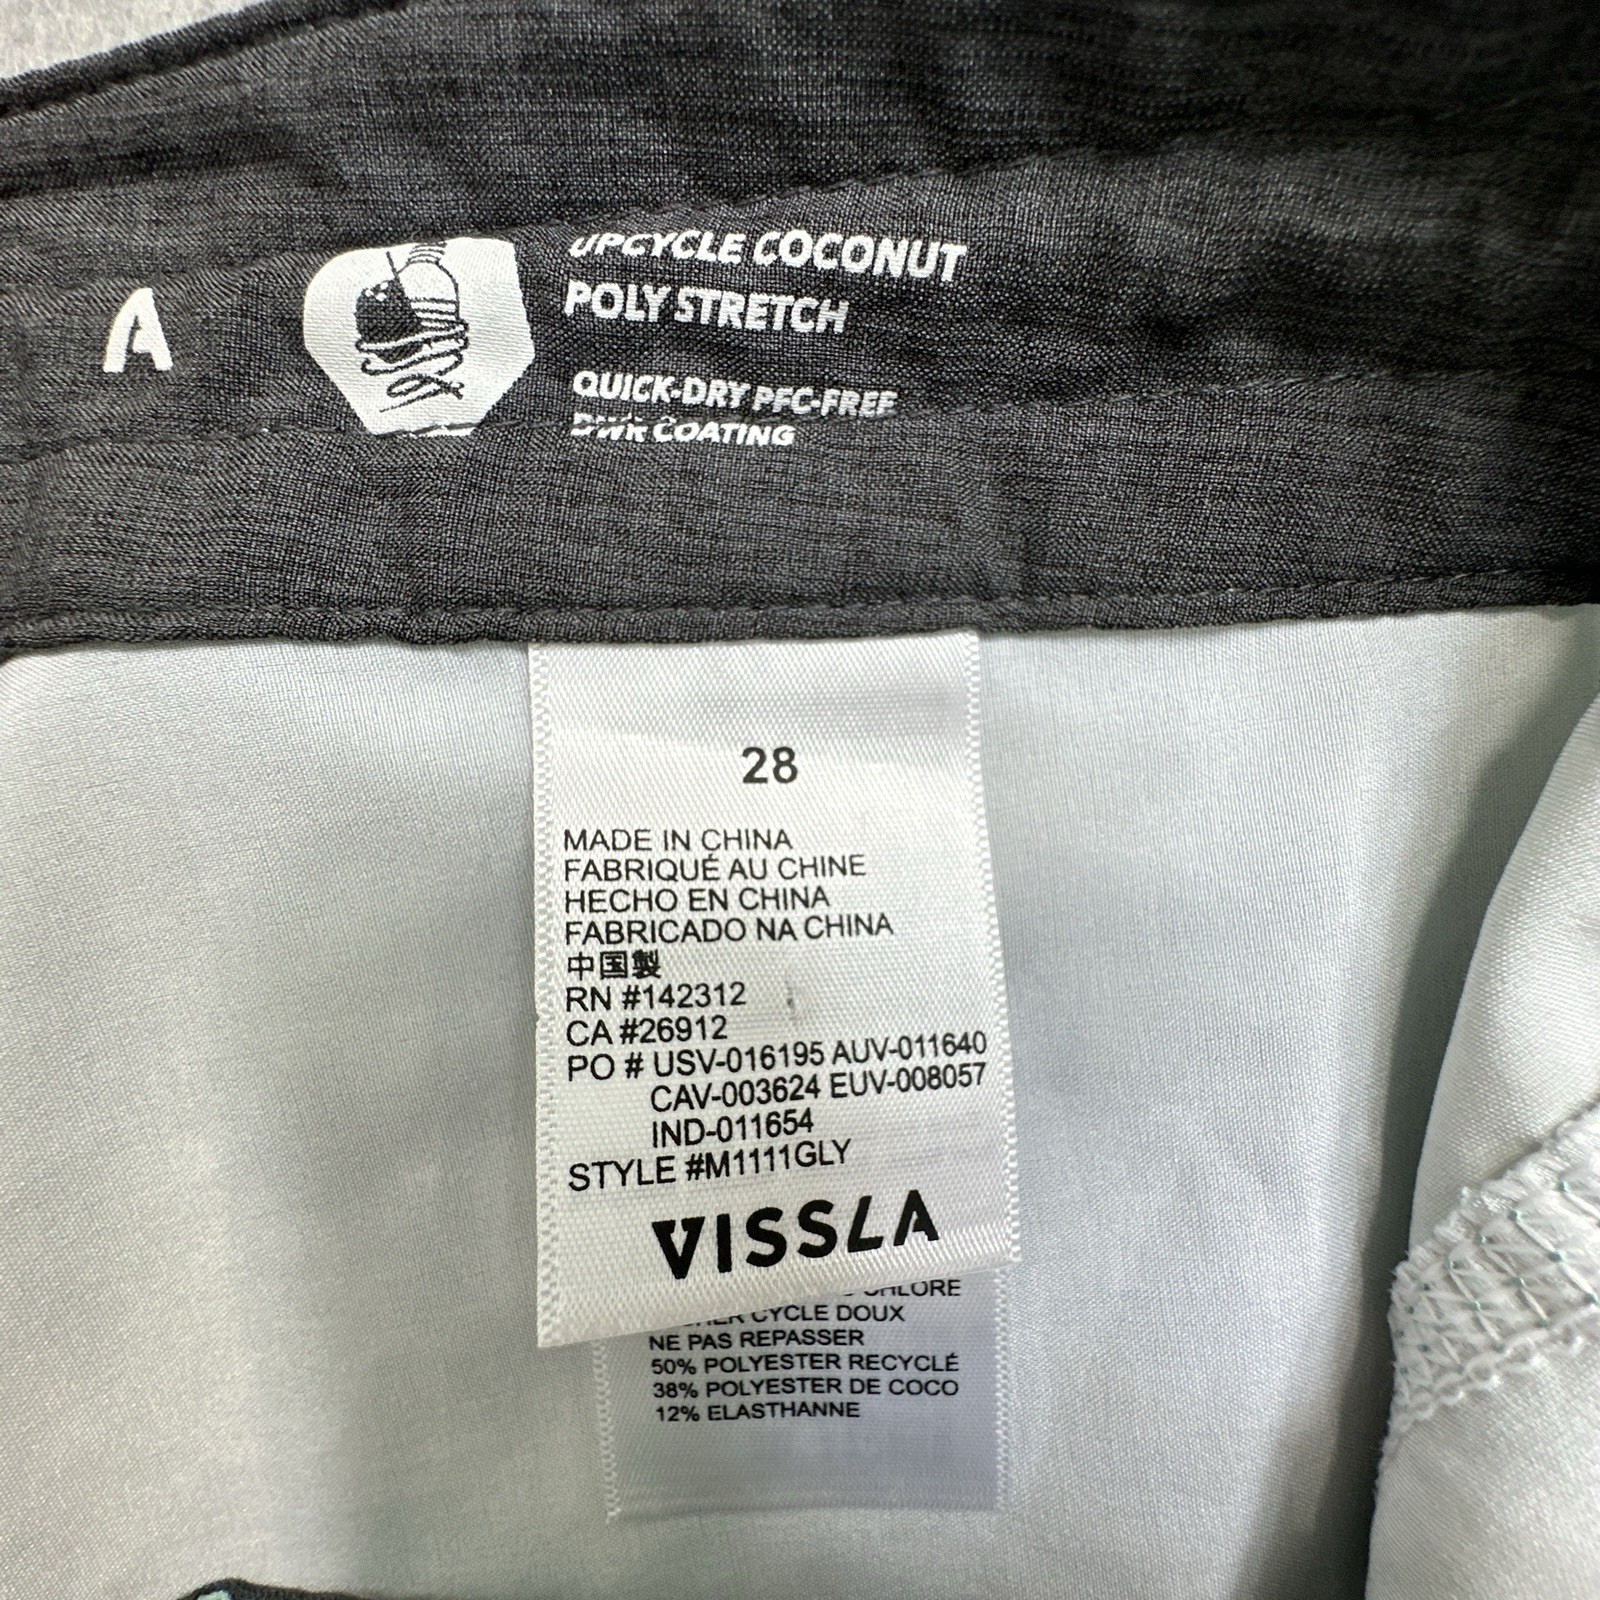 A
UPCYCLE COCONUT
POLY STRETCH
QUICK-DRY PFC-FREE
DWR COATING
28
MADE IN CHINA
FABRIQUÉ AU CHINE
HECHO EN CHINA
FABRICADO NA CHINA
中国製
RN #142312
CA #26912
PO # USV-016195 AUV-011640
CAV-003624 EUV-008057
IND-011654
STYLE #M1111GLY
VISSLA
CHLORE
CYCLE DOUX
NE PAS REPASSER
50% POLYESTER RECYCLÉ
38% POLYESTER DE COCO
12% ELASTHANNE